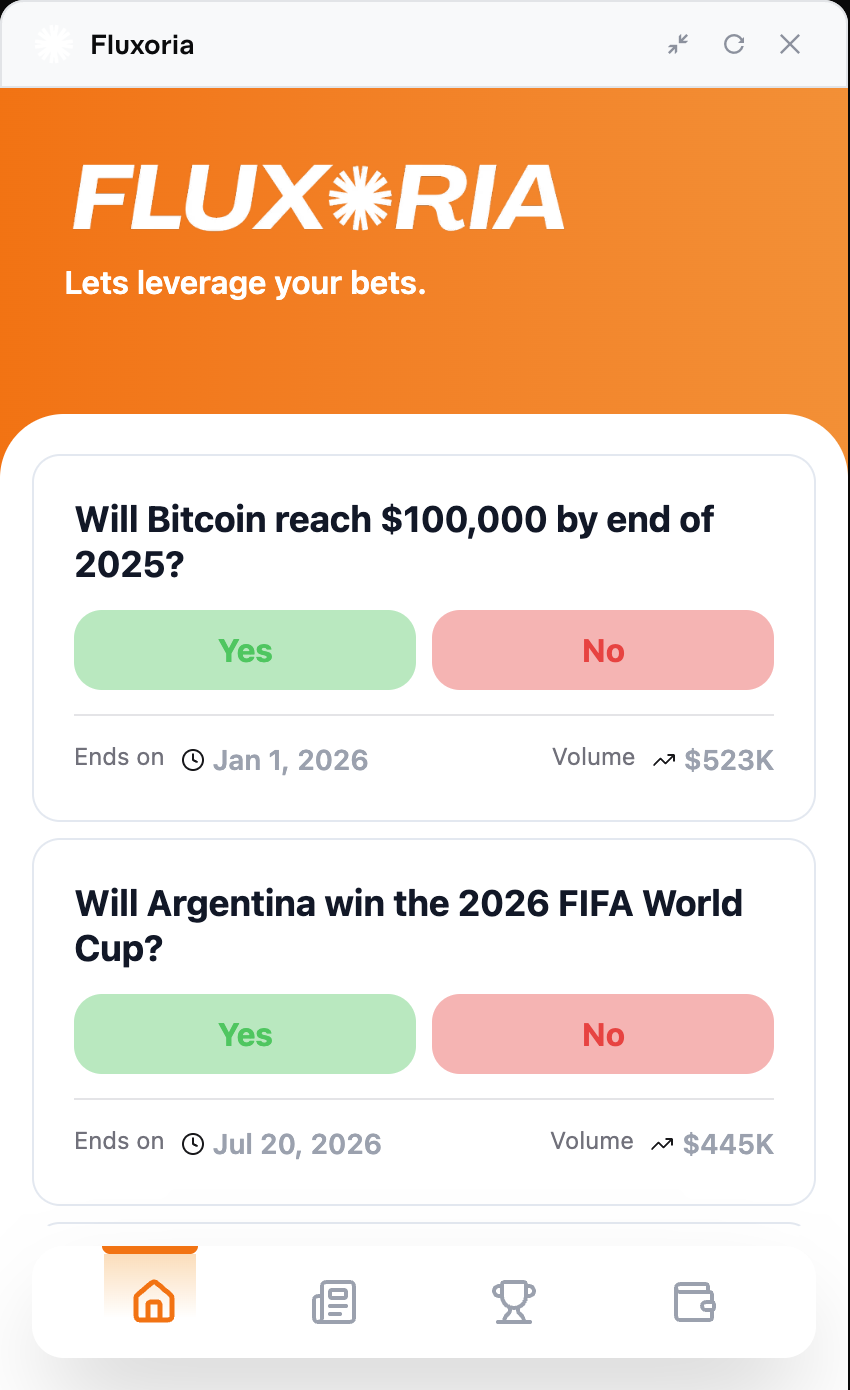 Fluxoria
FLUXORIA
Lets leverage your bets.
Will Bitcoin reach $100,000 by end of
2025?
Yes
No
Ends on Jan 1, 2026
Volume $523K
Will Argentina win the 2026 FIFA World
Cup?
Yes
No
Ends on Jul 20, 2026
Volume $445K